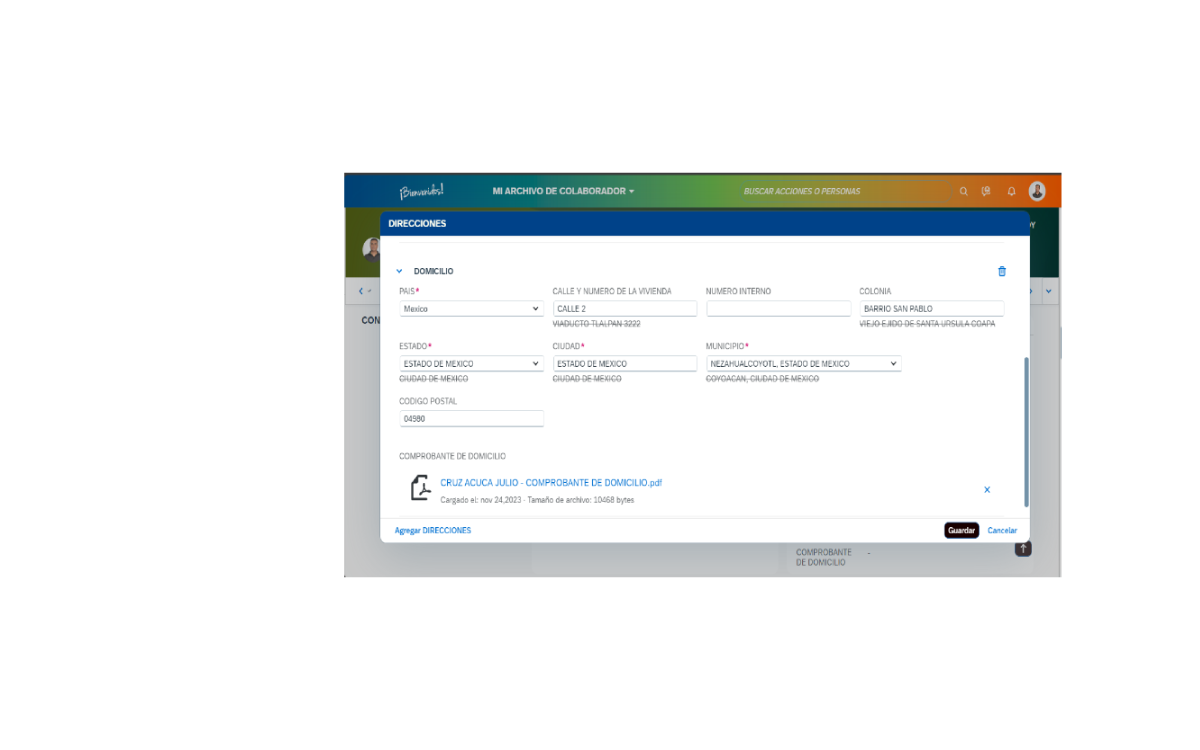 ¡Bienvenid@s! MI ARCHIVO DE COLABORADOR BUSCAR ACCIONES O PERSONAS
DIRECCIONES
DOMICILIO
PAIS* CALLE Y NUMERO DE LA VIVIENDA NUMERO INTERNO COLONIA
Mexico CALLE 2 BARRIO SAN PABLO
VIADUCTO TLALPAN 3222 VIEJO EJIDO DE SANTA URSULA COAPA
ESTADO* CIUDAD* MUNICIPIO*
ESTADO DE MEXICO ESTADO DE MEXICO NEZAHUALCOYOTL, ESTADO DE MEXICO
CIUDAD DE MEXICO CIUDAD DE MEXICO COYOACAN, CIUDAD DE MEXICO
CODIGO POSTAL
04980
COMPROBANTE DE DOMICILIO
CRUZ ACUCA JULIO - COMPROBANTE DE DOMICILIO.pdf
Cargado el: nov 24,2023 · Tamaño de archivo: 10468 bytes
Agregar DIRECCIONES Guardar Cancelar
CON
COMPROBANTE -
DE DOMICILIO